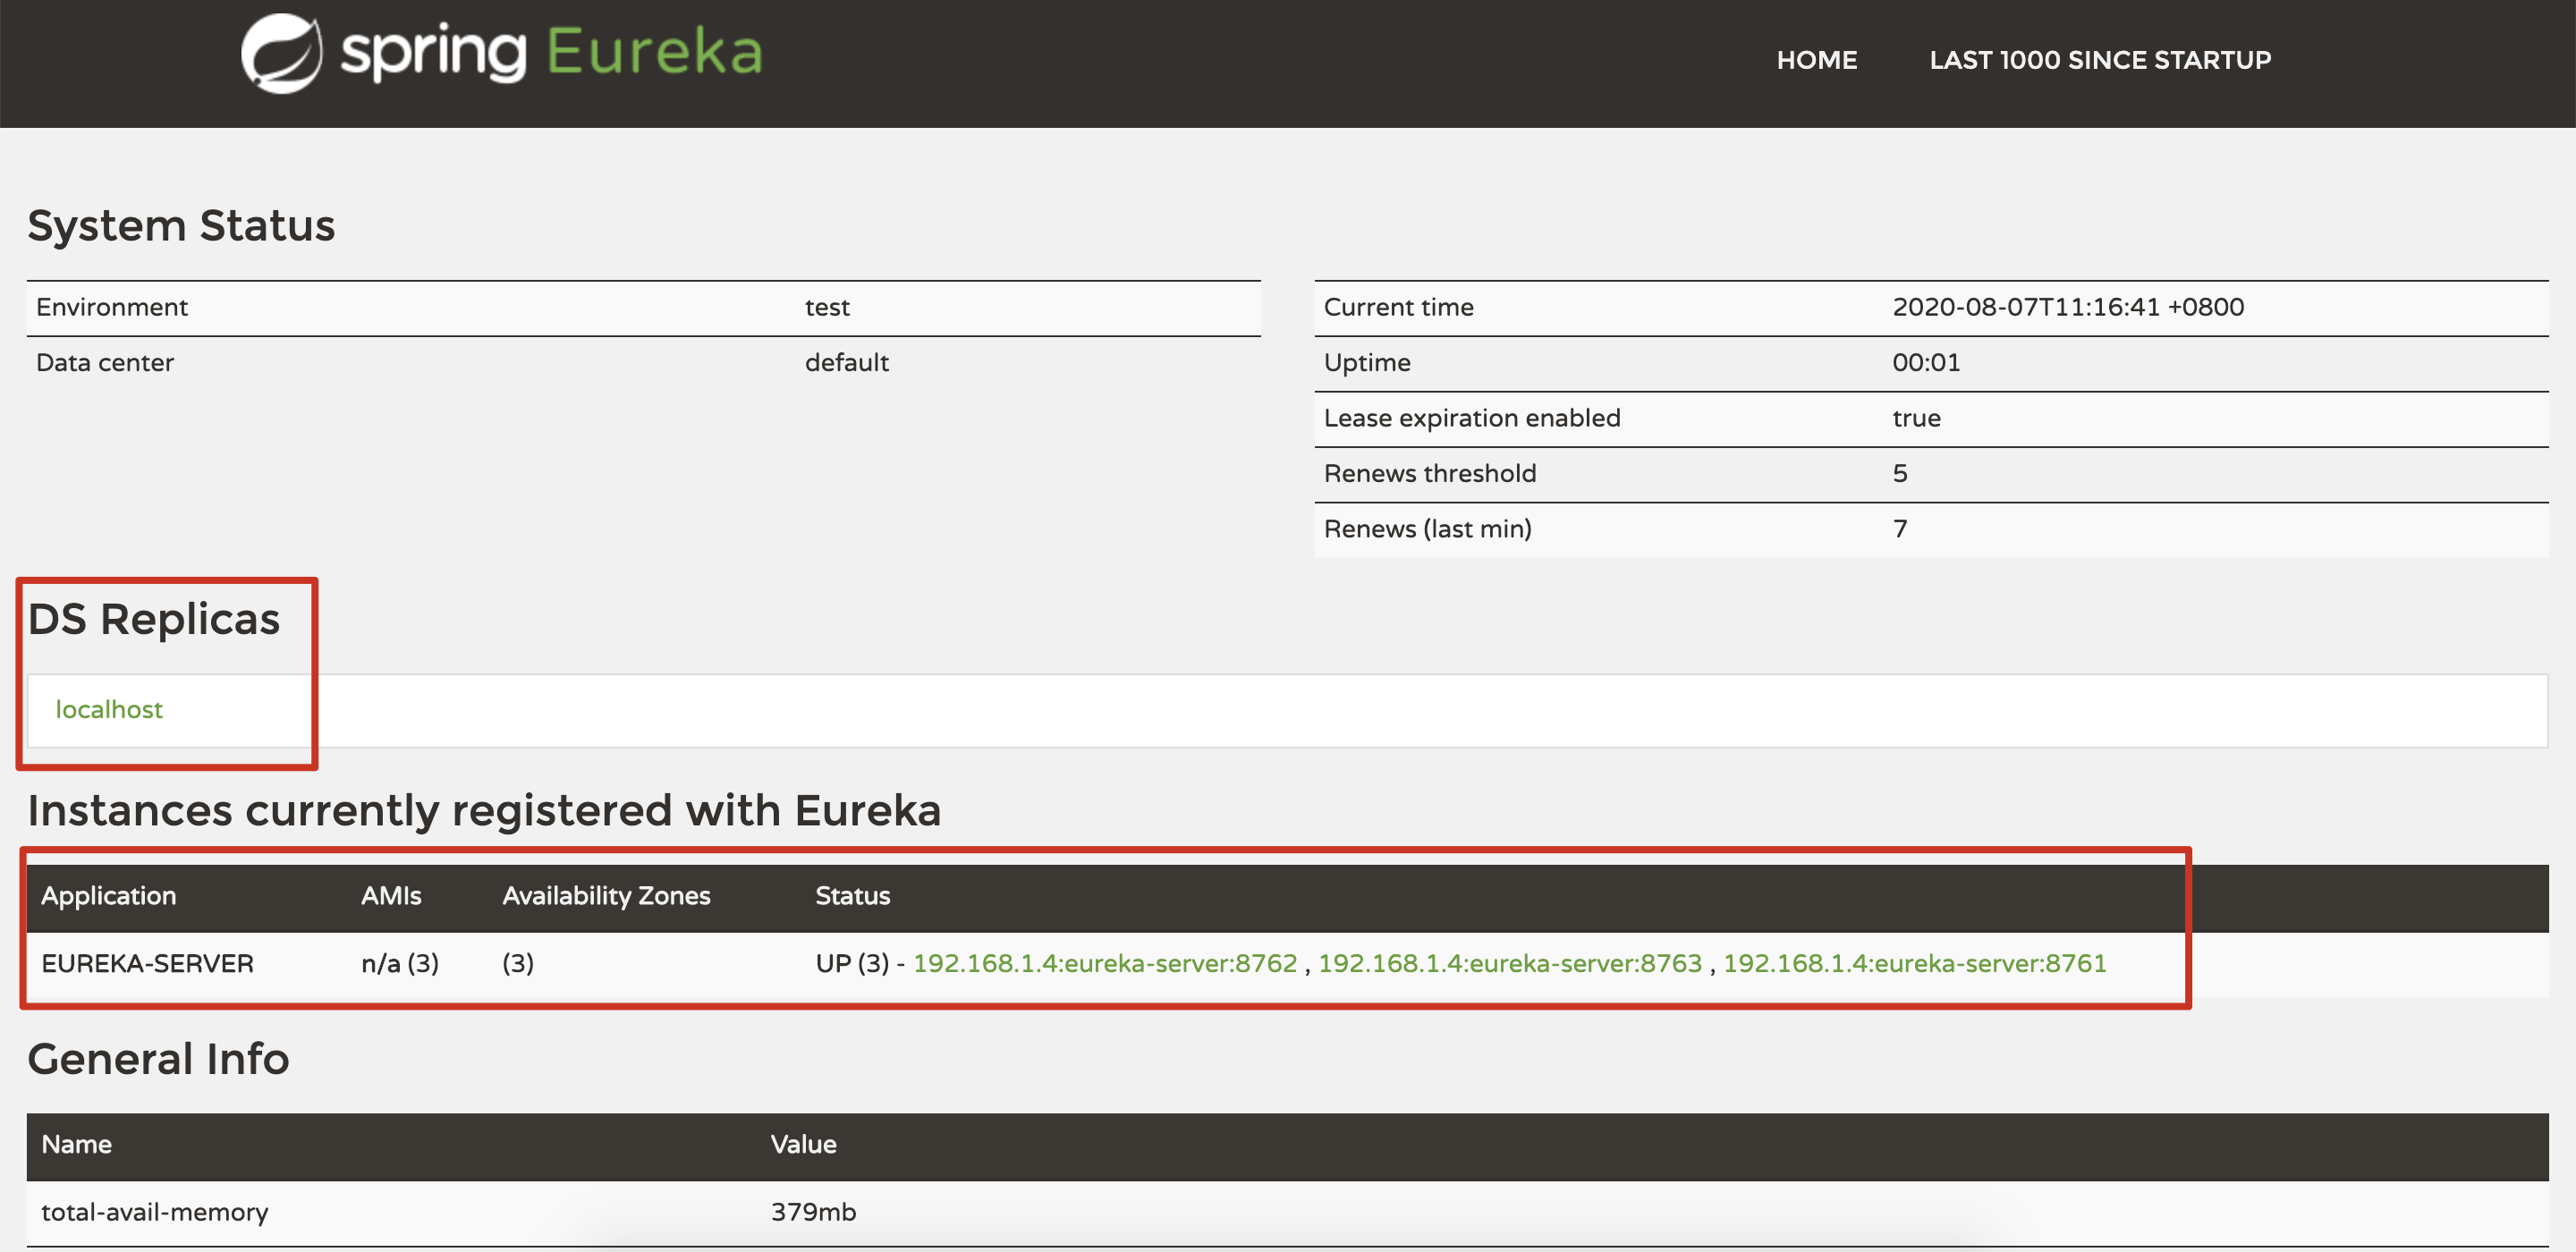 spring Eureka
HOME LAST 1000 SINCE STARTUP
System Status
Environment test
Data center default
Current time 2020-08-07T11:16:41 +0800
Uptime 00:01
Lease expiration enabled true
Renews threshold 5
Renews (last min) 7
DS Replicas
localhost
Instances currently registered with Eureka
Application AMIs Availability Zones Status
EUREKA-SERVER n/a (3) (3) UP (3) - 192.168.1.4:eureka-server:8762 , 192.168.1.4:eureka-server:8763 , 192.168.1.4:eureka-server:8761
General Info
Name Value
total-avail-memory 379mb